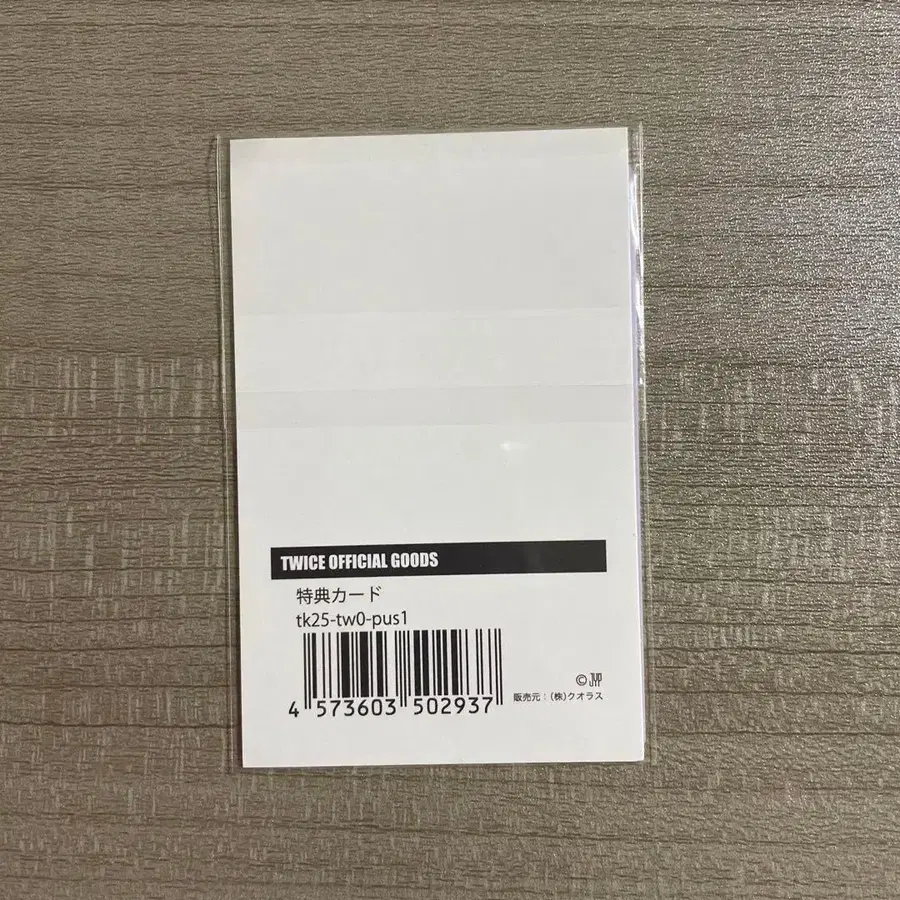 TWICE OFFICIAL GOODS
特典カード
tk25-tw0-pus1
4 573603 502937
© JYP
販売元：(株)クオラス